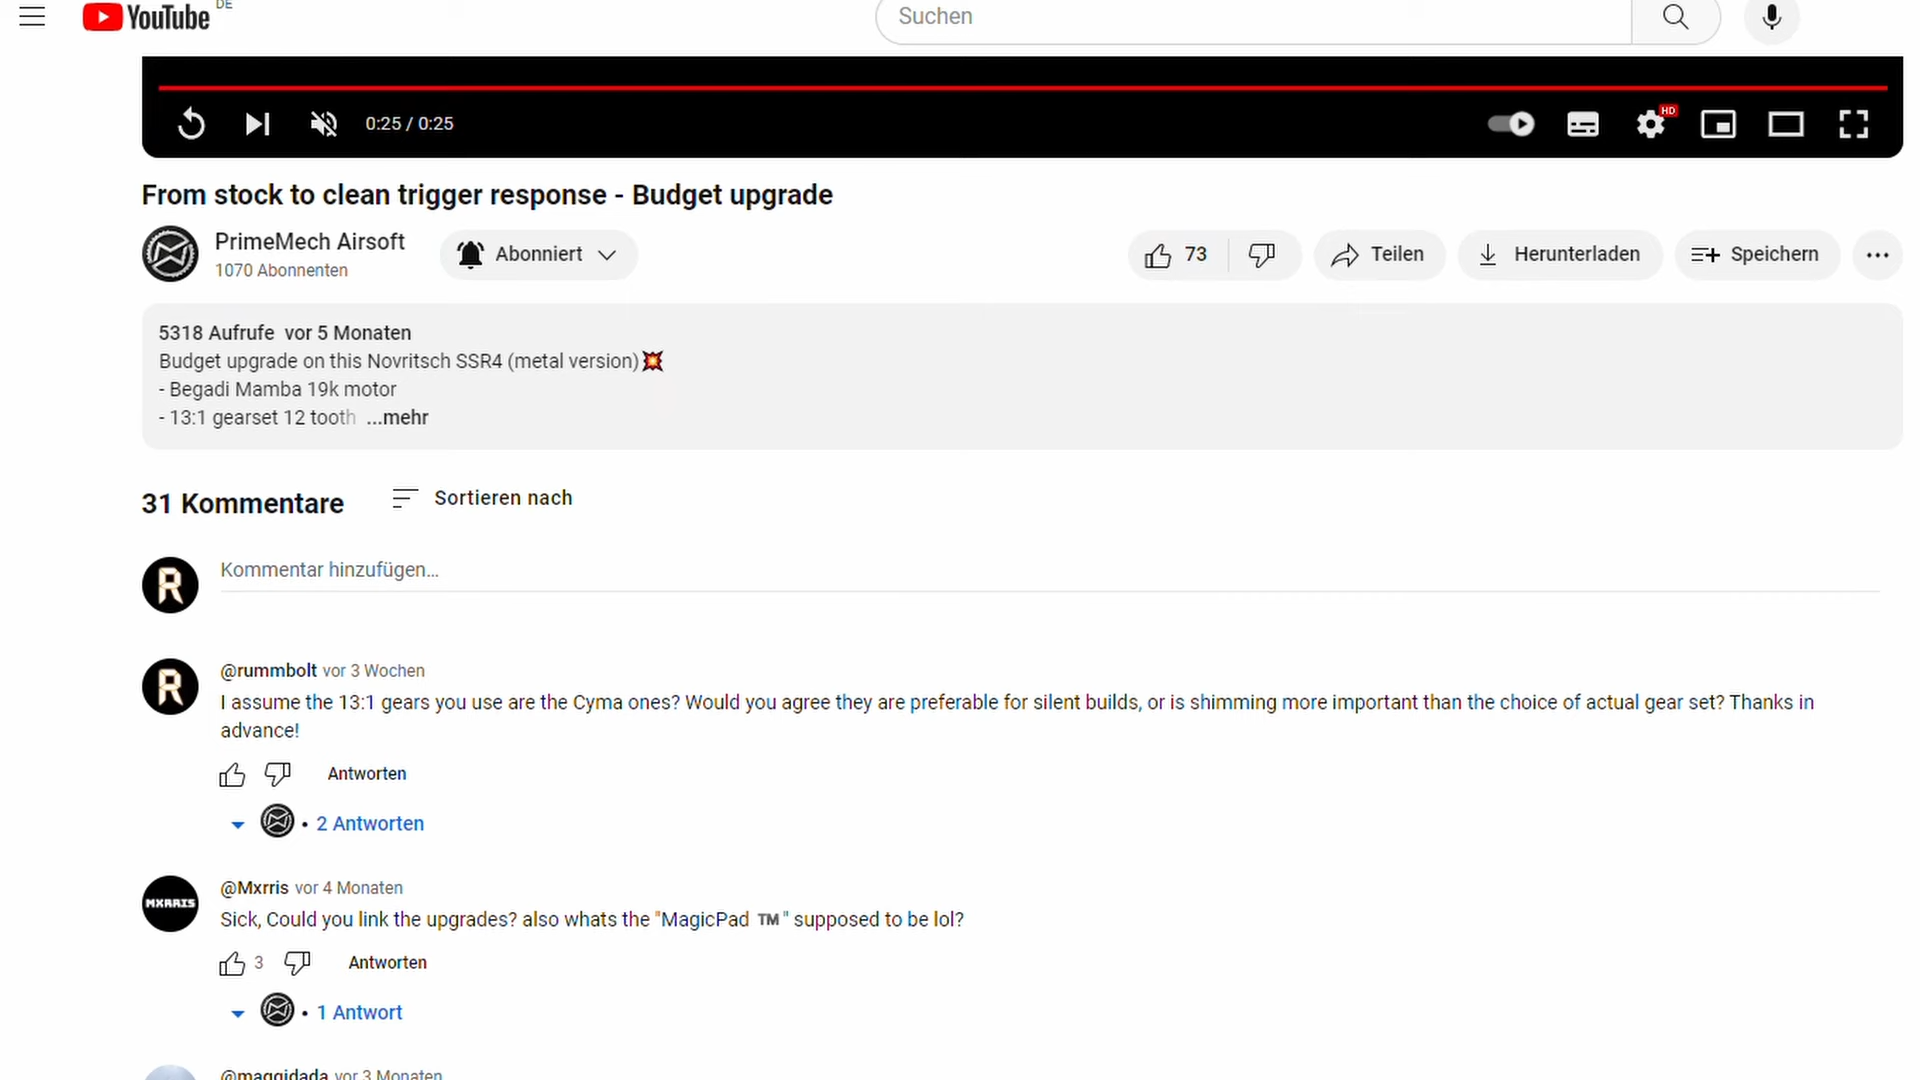 YouTube DE
Suchen
0:25 / 0:25
HD
From stock to clean trigger response - Budget upgrade
PrimeMech Airsoft
1070 Abonnenten
Abonniert
73
Teilen
Herunterladen
Speichern
5318 Aufrufe vor 5 Monaten
Budget upgrade on this Novritsch SSR4 (metal version)💥
- Begadi Mamba 19k motor
- 13:1 gearset 12 tooth ...mehr
31 Kommentare
Sortieren nach
R
Kommentar hinzufügen...
R
@rummbolt vor 3 Wochen
I assume the 13:1 gears you use are the Cyma ones? Would you agree they are preferable for silent builds, or is shimming more important than the choice of actual gear set? Thanks in
advance!
Antworten
• 2 Antworten
MXRRIS
@Mxrris vor 4 Monaten
Sick, Could you link the upgrades? also whats the "MagicPad ™️" supposed to be lol?
3
Antworten
• 1 Antwort
@maggidada vor 3 Monaten